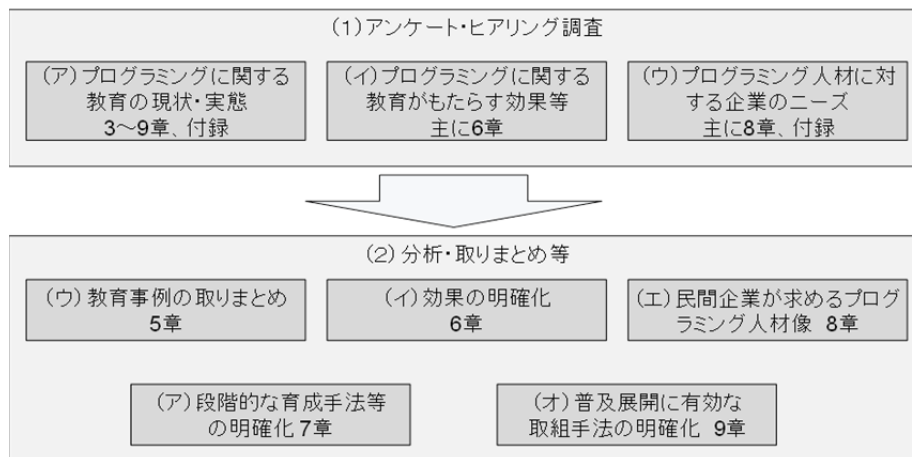 (1)アンケート・ヒアリング調査
(ア)プログラミングに関する
教育の現状・実態
3～9章、付録
(イ)プログラミングに関する
教育がもたらす効果等
主に6章
(ウ)プログラミング人材に対
する企業のニーズ
主に8章、付録
(2)分析・取りまとめ等
(ウ)教育事例の取りまとめ
5章
(イ)効果の明確化
6章
(エ)民間企業が求めるプログ
ラミング人材像 8章
(ア)段階的な育成手法等
の明確化 7章
(オ)普及展開に有効な
取組手法の明確化 9章